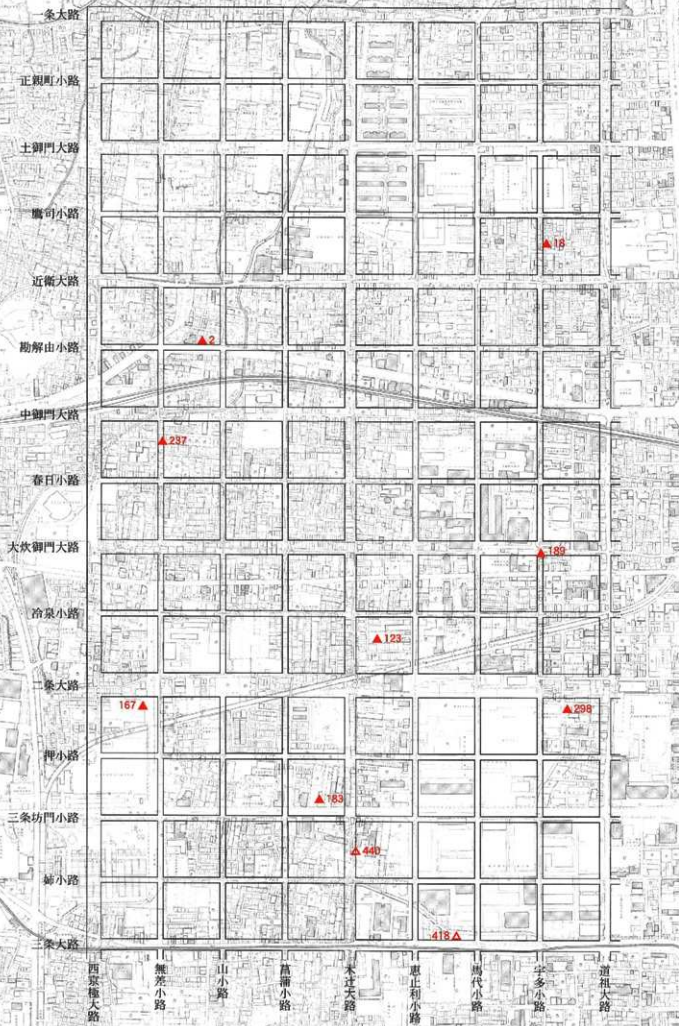 一条大路
正親町小路
土御門大路
鷹司小路
18
近衛大路
2
勘解由小路
中御門大路
237
春日小路
大炊御門大路
189
冷泉小路
123
二条大路
167
298
押小路
183
三条坊門小路
440
姉小路
418
三条大路
西京極大路
無差小路
山小路
菖蒲小路
木辻大路
恵止利小路
馬代小路
宇多小路
道祖大路